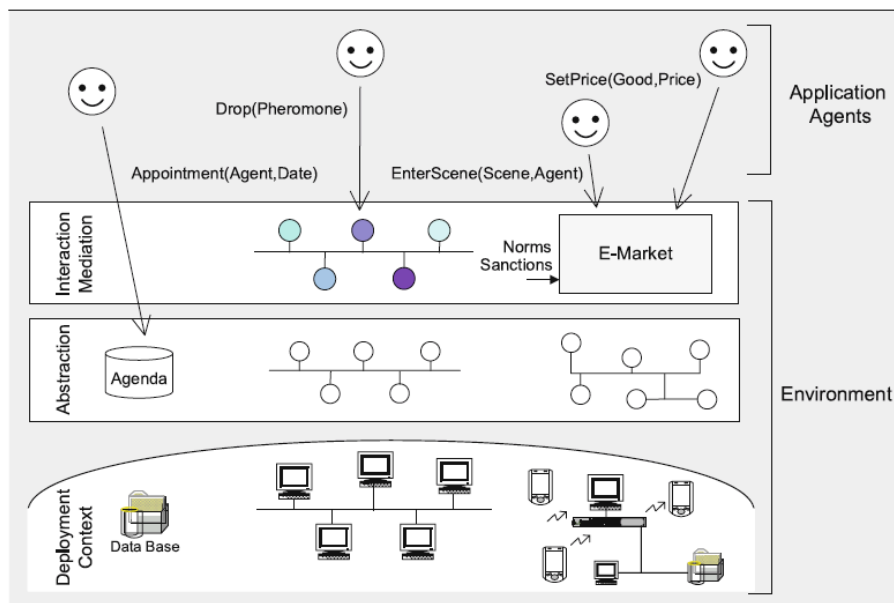 SetPrice(Good,Price)
Application
Agents
Drop(Pheromone)
Appointment(Agent,Date)
EnterScene(Scene,Agent)
Interaction
Mediation
Norms
Sanctions
E-Market
Abstraction
Agenda
Environment
Deployment
Context
Data Base